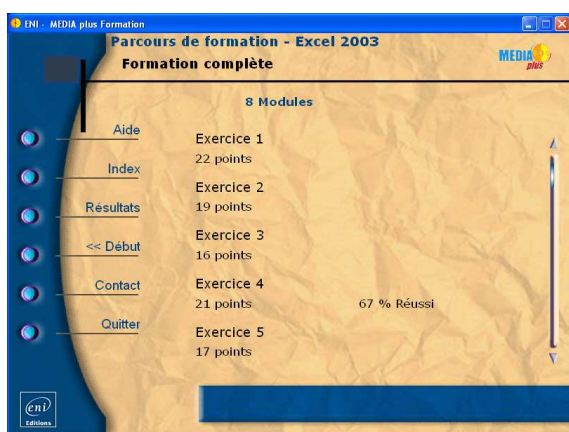 ENI - MEDIA plus Formation
Parcours de formation - Excel 2003
Formation complète
MEDIA plus
8 Modules
Aide
Index
Résultats
<< Début
Contact
Quitter
Exercice 1
22 points
Exercice 2
19 points
Exercice 3
16 points
Exercice 4
21 points 67 % Réussi
Exercice 5
17 points
eni
Editions